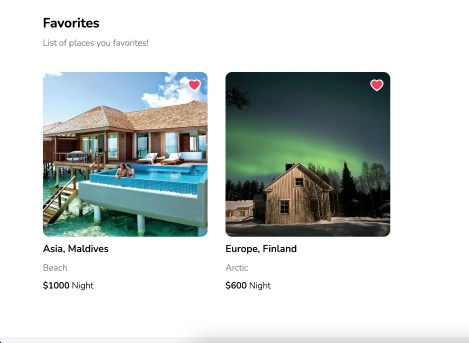 Favorites
List of places you favorites!
Asia, Maldives
Beach
$1000 Night
Europe, Finland
Arctic
$600 Night